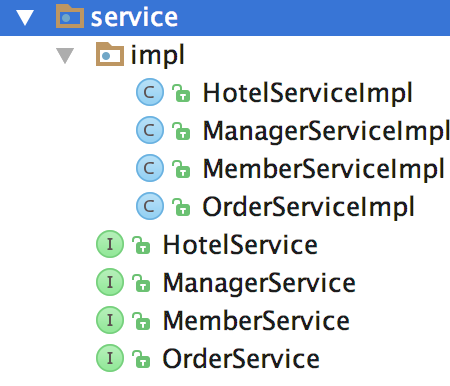 service
impl
C HotelServiceImpl
C ManagerServiceImpl
C MemberServiceImpl
C OrderServiceImpl
I HotelService
I ManagerService
I MemberService
I OrderService